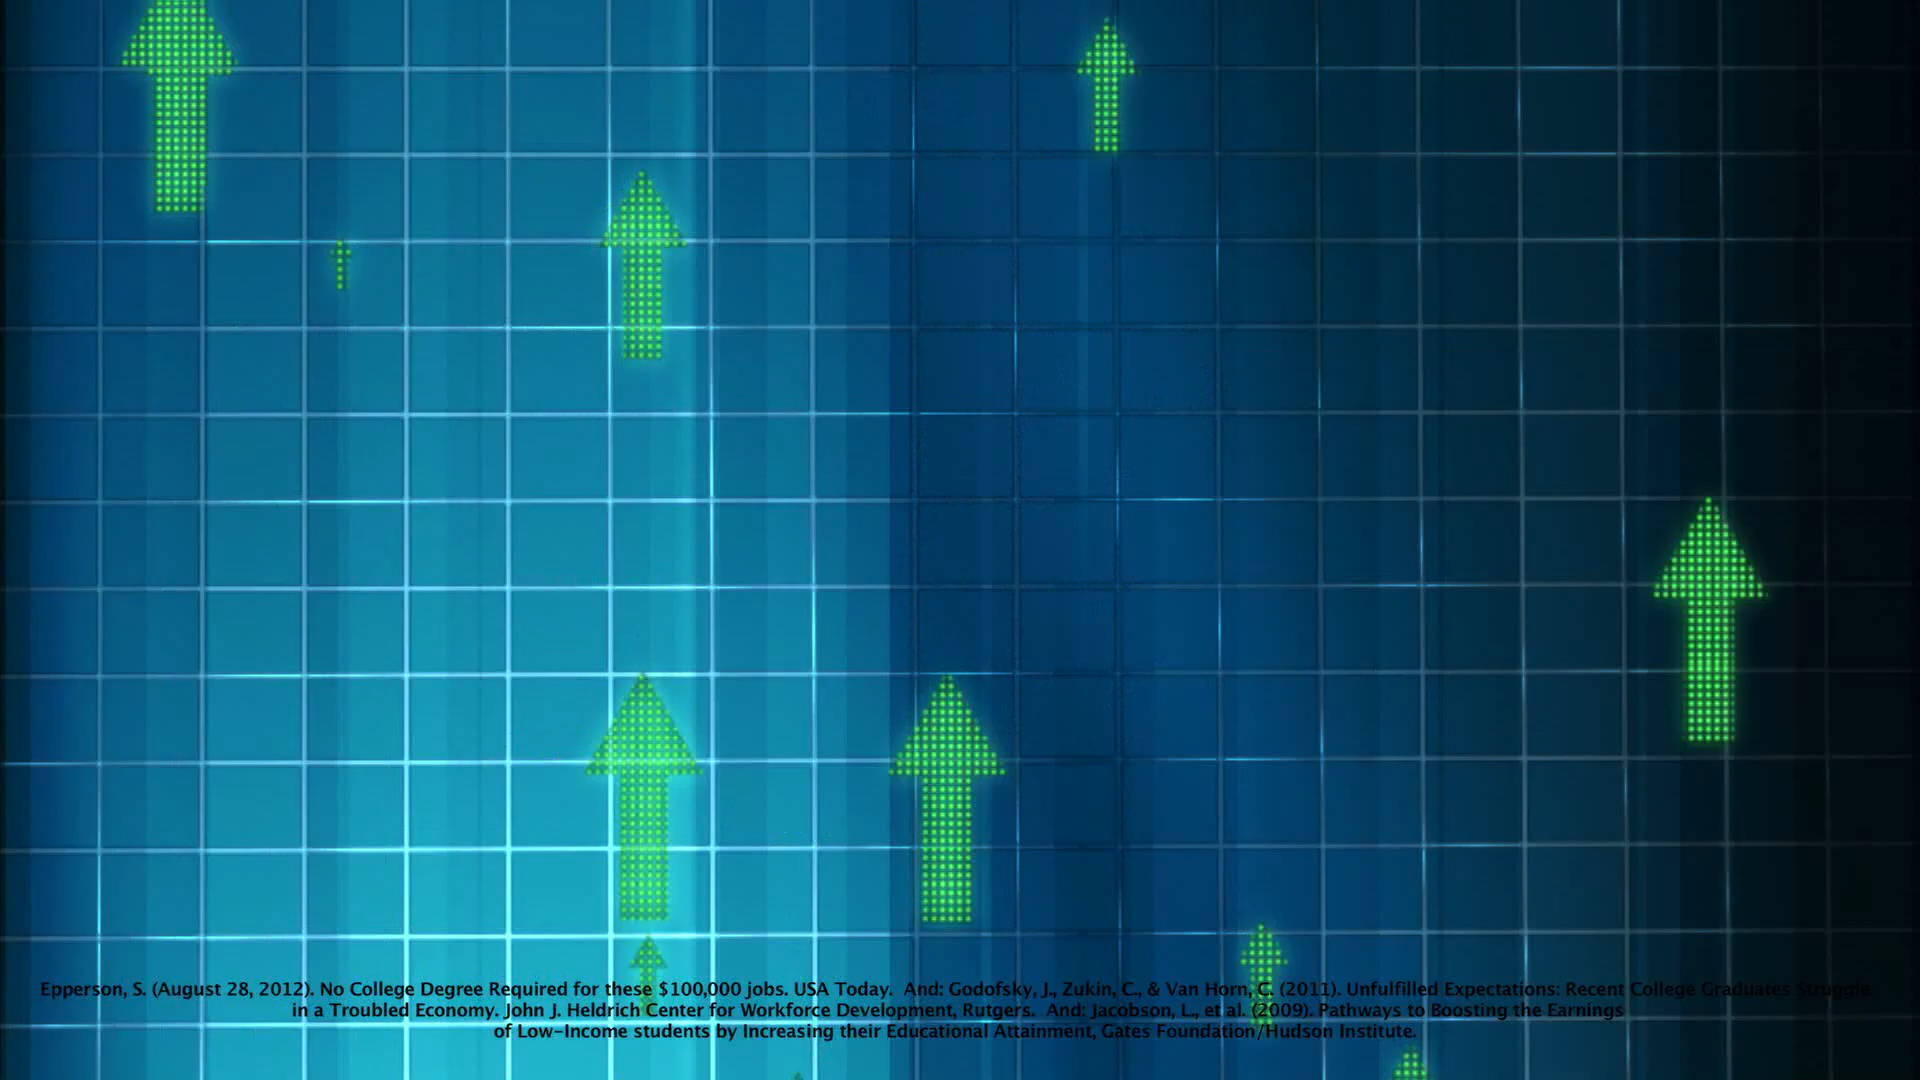 Epperson, S. (August 28, 2012). No College Degree Required for these $100,000 jobs. USA Today.  And: Godofsky, J., Zukin, C., & Van Horn, C. (2011). Unfulfilled Expectations: Recent College Graduates Struggle
in a Troubled Economy. John J. Heldrich Center for Workforce Development, Rutgers.  And: Jacobson, L., et al. (2009). Pathways to Boosting the Earnings
of Low-Income students by Increasing their Educational Attainment, Gates Foundation/Hudson Institute.